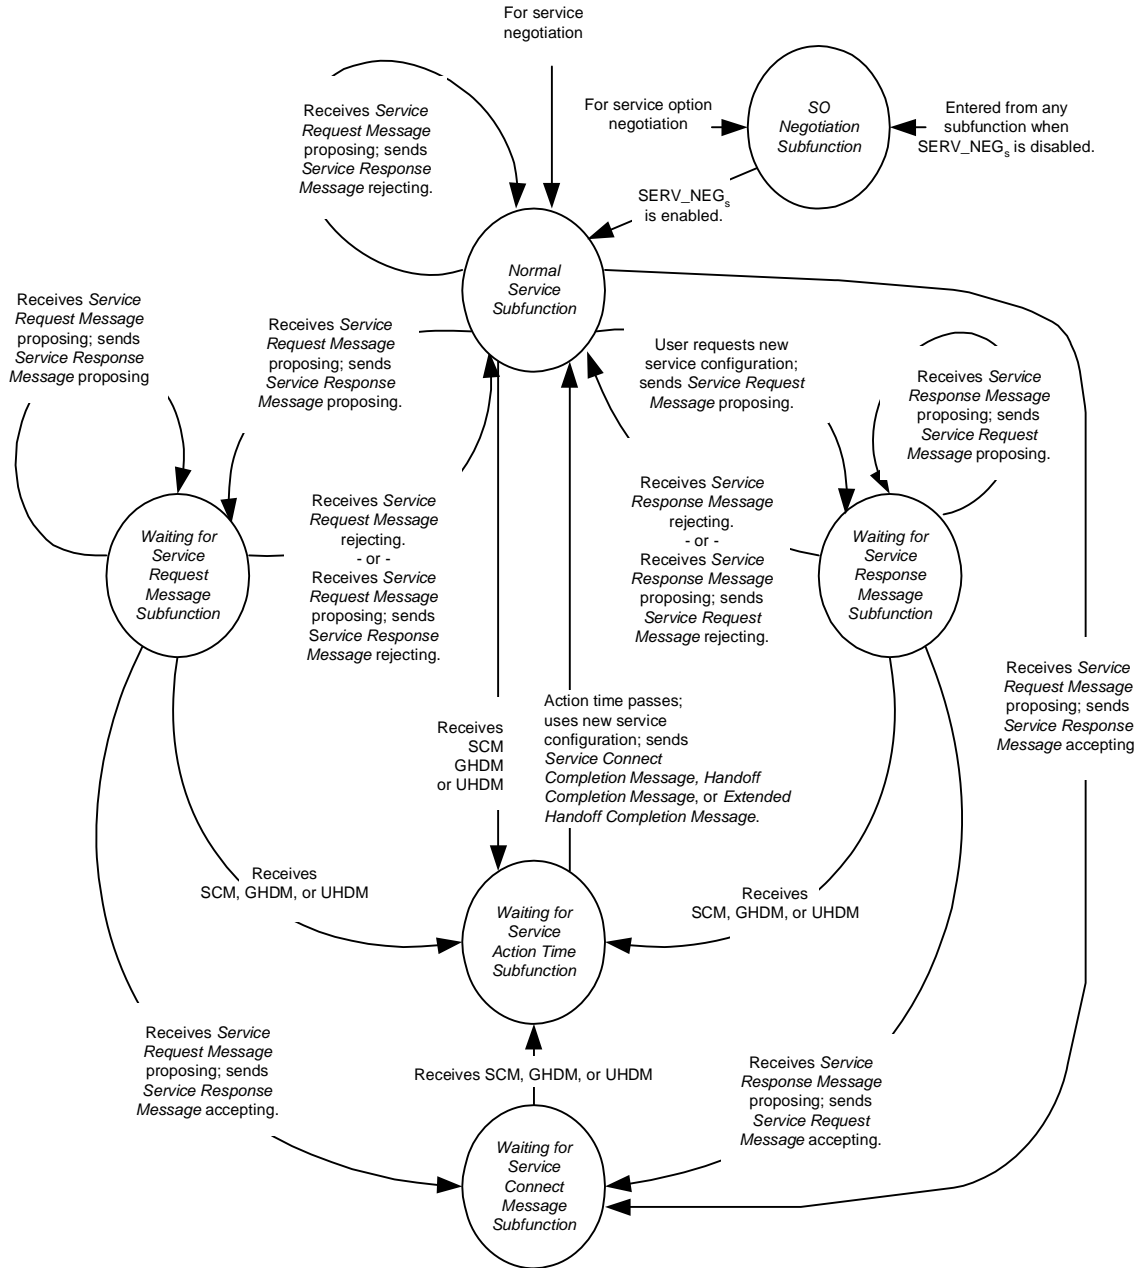 For service
negotiation
SO
Negotiation
Subfunction
For service option
negotiation
Entered from any
subfunction when
SERV_NEGs is disabled.
SERV_NEGs
is enabled.
Receives Service
Request Message
proposing; sends
Service Response
Message rejecting.
Normal
Service
Subfunction
Receives Service
Request Message
proposing; sends
Service Response
Message proposing
Receives Service
Request Message
proposing; sends
Service Response
Message proposing.
User requests new
service configuration;
sends Service Request
Message proposing.
Receives Service
Response Message
proposing; sends
Service Request
Message proposing.
Waiting for
Service
Request
Message
Subfunction
Receives Service
Request Message
rejecting.
- or -
Receives Service
Request Message
proposing; sends
Service Response
Message rejecting.
Receives Service
Response Message
rejecting.
- or -
Receives Service
Response Message
proposing; sends
Service Request
Message rejecting.
Waiting for
Service
Response
Message
Subfunction
Receives
SCM
GHDM
or UHDM
Action time passes;
uses new service
configuration; sends
Service Connect
Completion Message, Handoff
Completion Message, or Extended
Handoff Completion Message.
Receives Service
Request Message
proposing; sends
Service Response
Message accepting
Receives
SCM, GHDM, or UHDM
Waiting for
Service
Action Time
Subfunction
Receives
SCM, GHDM, or UHDM
Receives Service
Request Message
proposing; sends
Service Response
Message accepting.
Receives SCM, GHDM, or UHDM
Receives Service
Response Message
proposing; sends
Service Request
Message accepting.
Waiting for
Service
Connect
Message
Subfunction